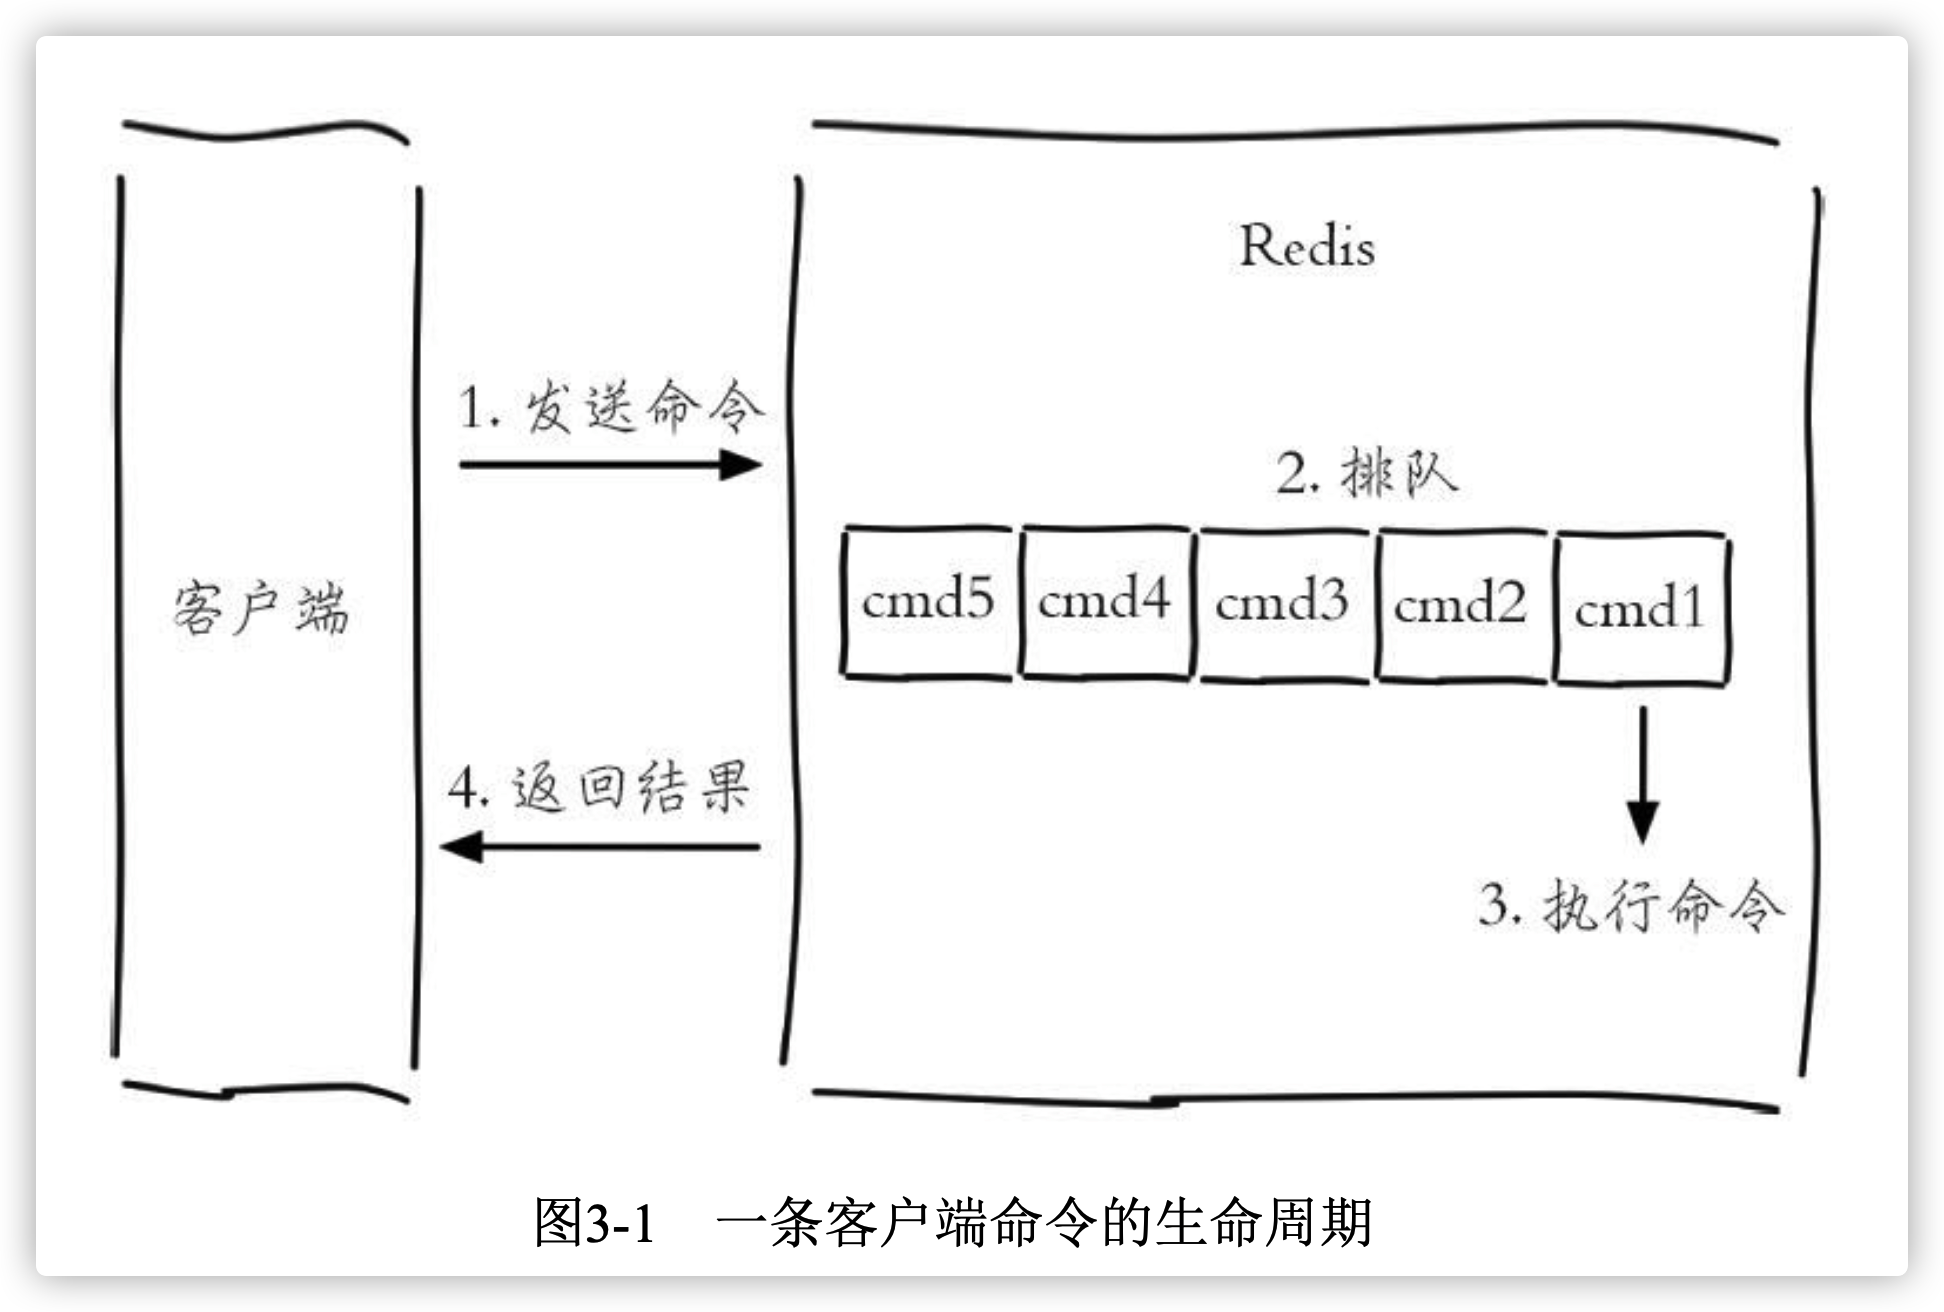 Redis
1. 发送命令
2. 排队
cmd5 cmd4 cmd3 cmd2 cmd1
客户端
4. 返回结果
3. 执行命令
图3-1 一条客户端命令的生命周期